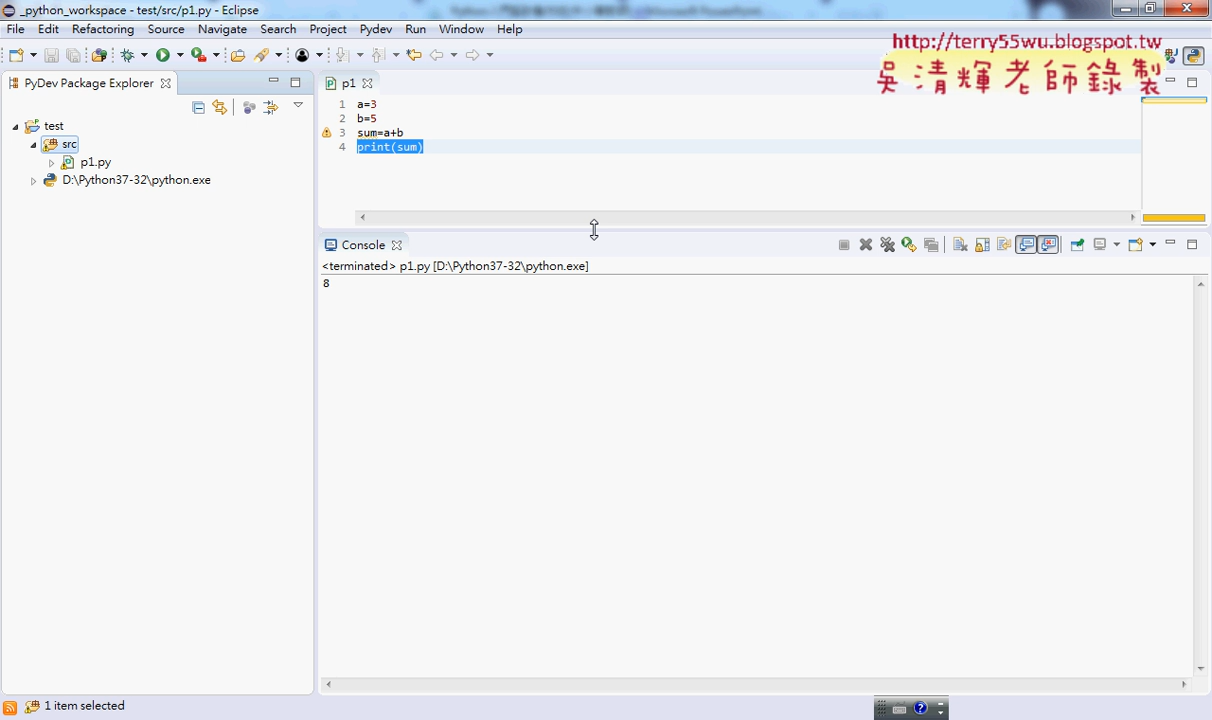 _python_workspace - test/src/p1.py - Eclipse
File Edit Refactoring Source Navigate Search Project Pydev Run Window Help
http://terry55wu.blogspot.tw
吳清輝老師錄製
PyDev Package Explorer
p1
test
src
p1.py
D:\Python37-32\python.exe
1 a=3
2 b=5
3 sum=a+b
4 print(sum)
Console
<terminated> p1.py [D:\Python37-32\python.exe]
8
1 item selected